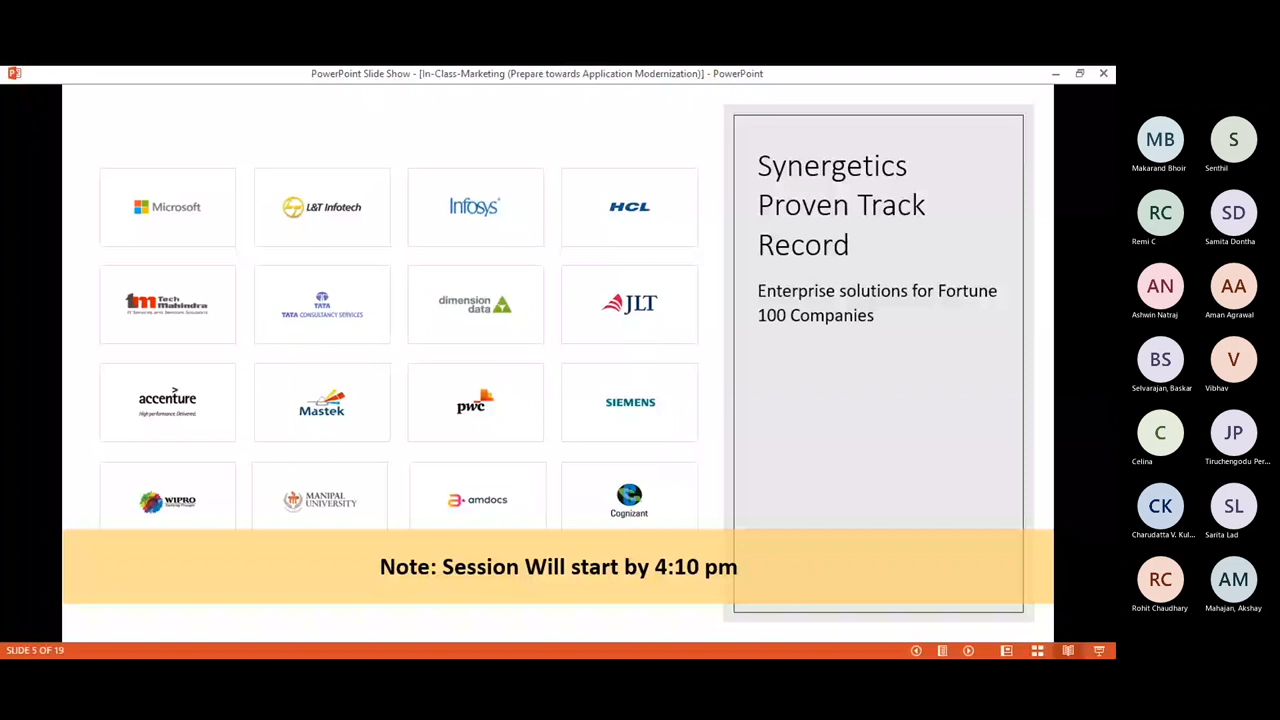 PowerPoint Slide Show - [In-Class-Marketing (Prepare towards Application Modernization)] - PowerPoint
Microsoft
L&T Infotech
Infosys
HCL
Tech
Mahindra
TATA
TATA CONSULTANCY SERVICES
dimension
data
JLT
accenture
High performance. Delivered.
Mastek
pwc
SIEMENS
WIPRO
MANIPAL
UNIVERSITY
amdocs
Cognizant
Synergetics
Proven Track
Record
Enterprise solutions for Fortune
100 Companies
Note: Session Will start by 4:10 pm
SLIDE 5 OF 19
MB
Makarand Bhoir
S
Senthil
RC
Remi C
SD
Samita Dontha
AN
Ashwin Natraj
AA
Aman Agrawal
BS
Selvarajan, Baskar
V
Vibhav
C
Celina
JP
Tiruchengodu Per...
CK
Charudatta V. Kul...
SL
Sarita Lad
RC
Rohit Chaudhary
AM
Mahajan, Akshay